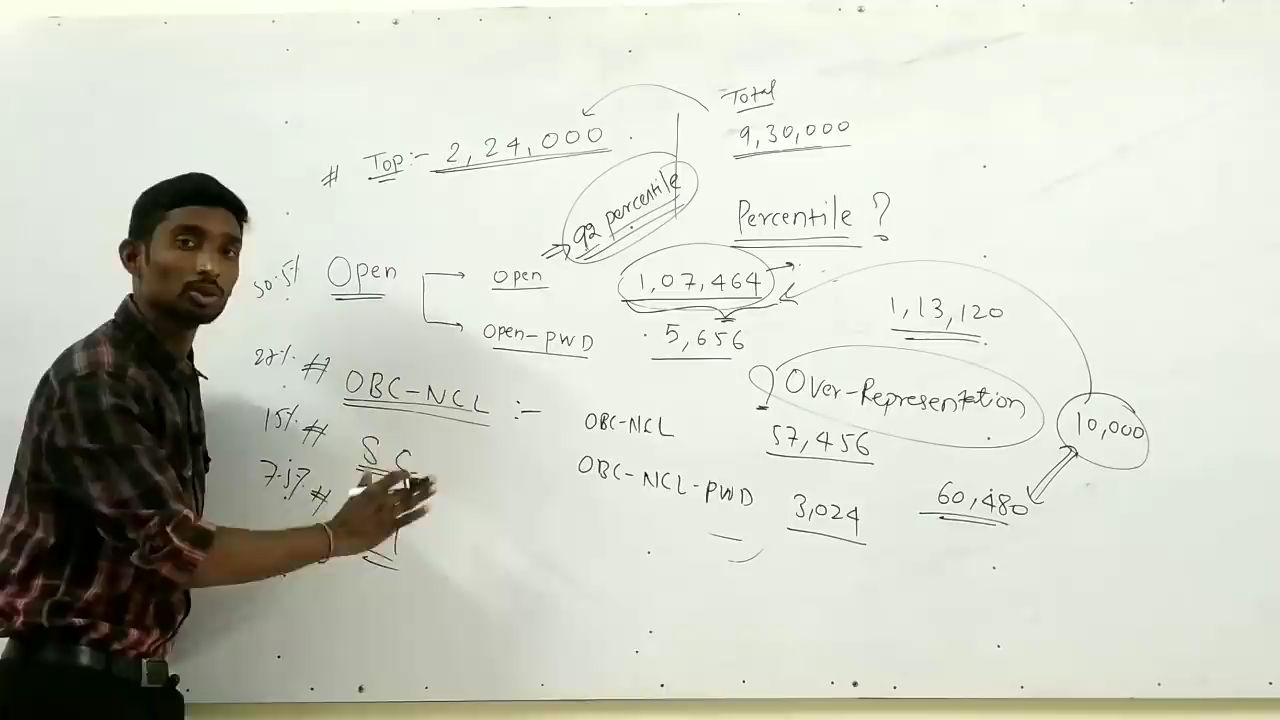 Total
9,30,000
# Top:- 2,24,000
92 percentile
Percentile ?
50.5% Open
Open 1,07,464
Open-PWD 5,656
1,13,120
Over-Representation
10,000
27% # OBC-NCL :-
OBC-NCL 57,456
OBC-NCL-PWD 3,024
60,480
15% # SC
7.5% #